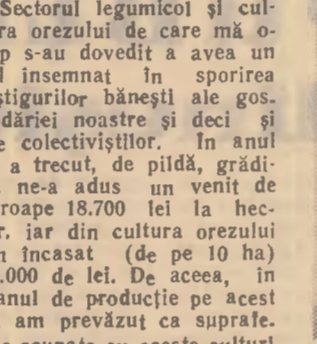 Sectorul legumicol și cul-
ra orezului de care mă o-
p s-au dovedit a avea un
l însemnat în sporirea
știgurilor bănești ale gos.
dăriei noastre și deci și
e colectiviștilor. In anul
a trecut, de pildă, grădi-
ne-a adus un venit de
roape 18.700 lei la hec-
r. iar din cultura orezului
n încasat (de pe 10 ha)
.000 de lei. De aceea, în
anul de producție pe acest
am prevăzut ca suprafe.
culturi